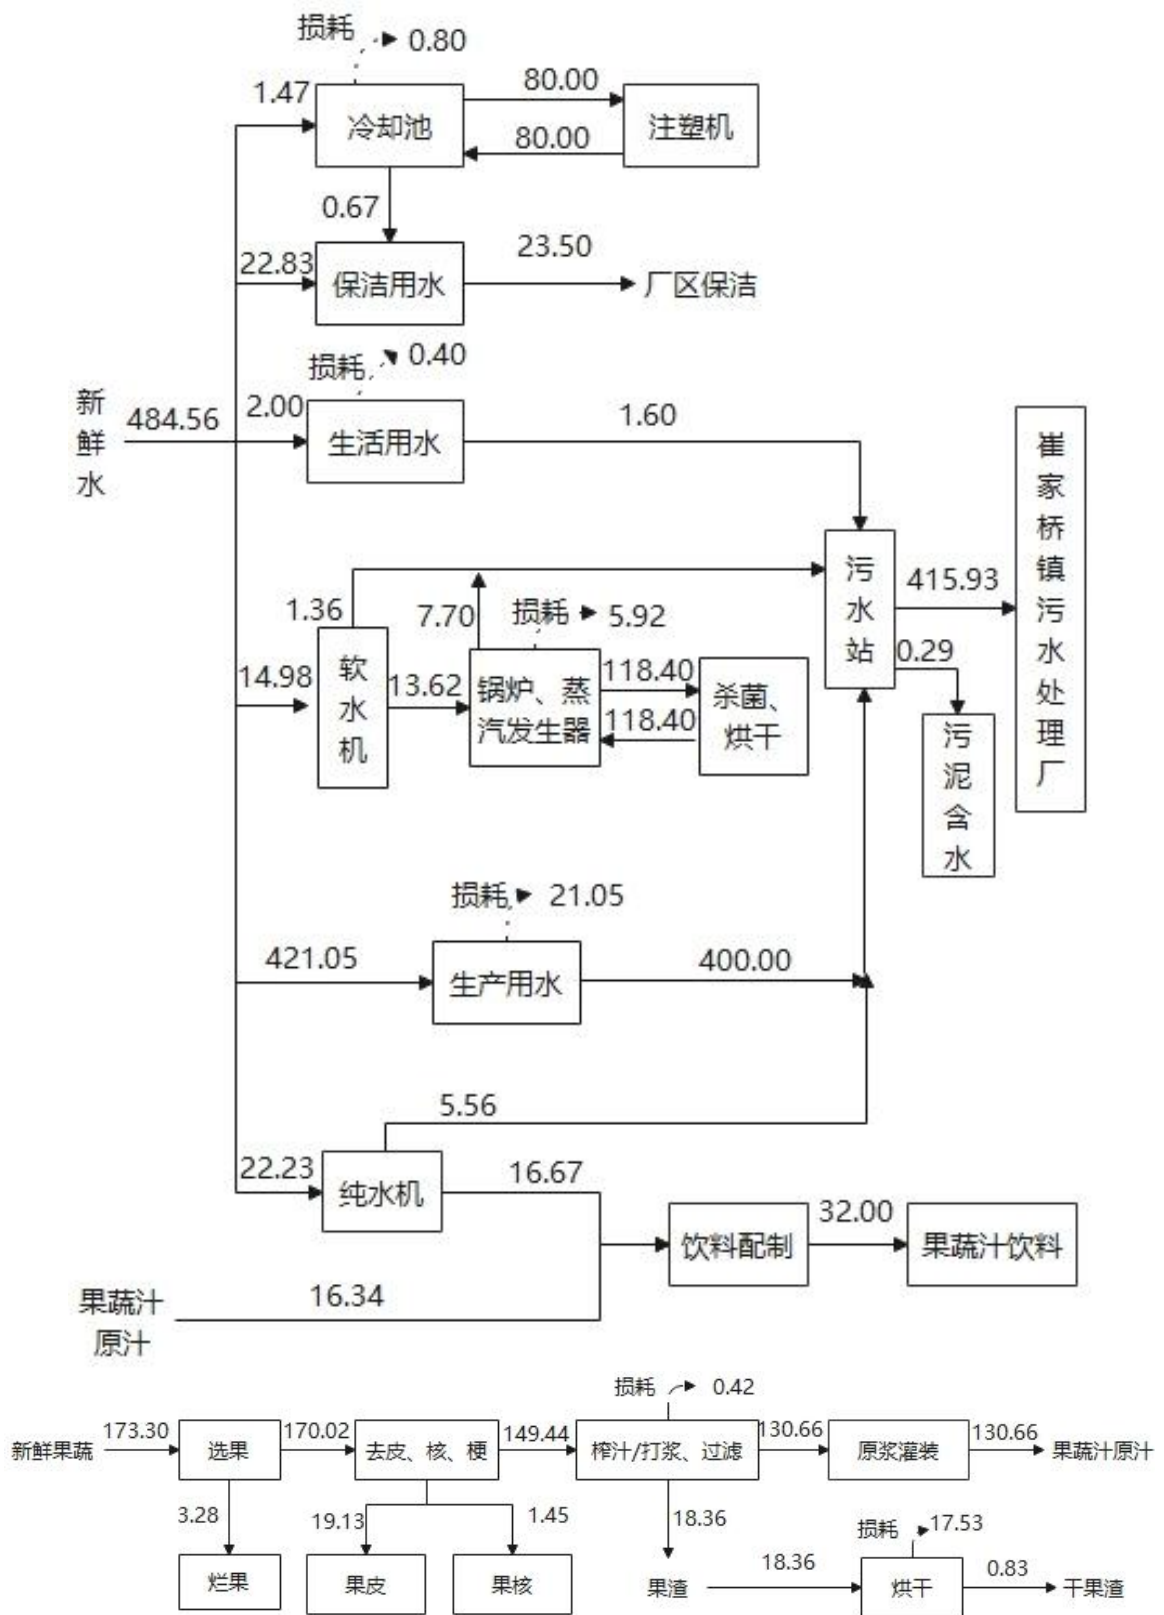 损耗
0.80
1.47
冷却池
80.00
80.00
注塑机
0.67
22.83
保洁用水
23.50
厂区保洁
损耗
0.40
新鲜水
484.56
2.00
生活用水
1.60
崔家桥镇污水处理厂
污水站
415.93
0.29
污泥含水
1.36
7.70
损耗
5.92
14.98
软水机
13.62
锅炉、蒸
汽发生器
118.40
118.40
杀菌、
烘干
损耗
21.05
421.05
生产用水
400.00
5.56
22.23
纯水机
16.67
饮料配制
32.00
果蔬汁饮料
果蔬汁
原汁
16.34
损耗
0.42
新鲜果蔬
173.30
选果
170.02
去皮、核、梗
149.44
榨汁/打浆、过滤
130.66
原浆灌装
130.66
果蔬汁原汁
3.28
19.13
1.45
18.36
烂果
果皮
果核
果渣
18.36
损耗
17.53
烘干
0.83
干果渣